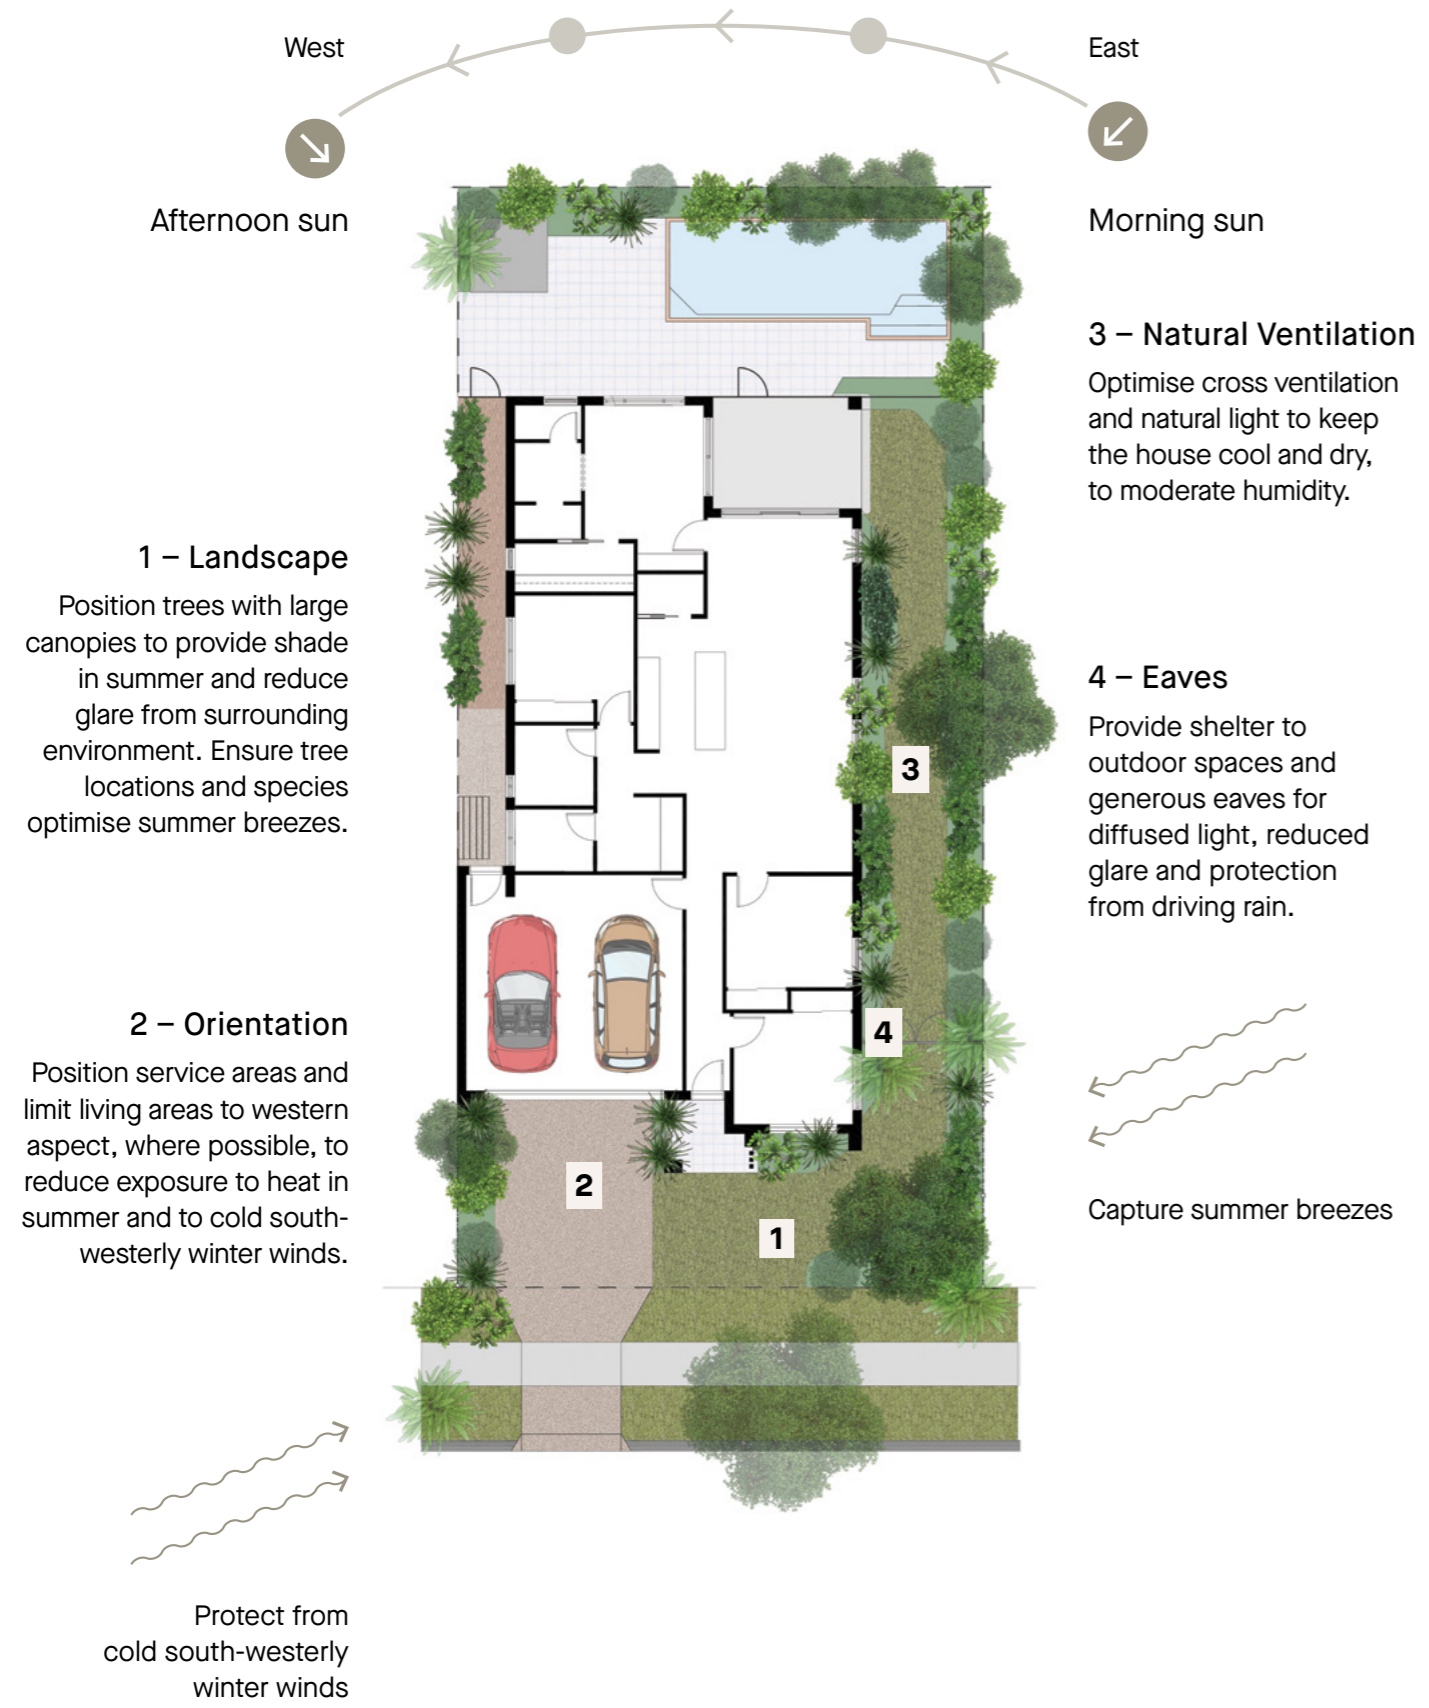 West
East
Afternoon sun
Morning sun
3 – Natural Ventilation
Optimise cross ventilation
and natural light to keep
the house cool and dry,
to moderate humidity.
1 – Landscape
Position trees with large
canopies to provide shade
in summer and reduce
glare from surrounding
environment. Ensure tree
locations and species
optimise summer breezes.
4 – Eaves
Provide shelter to
outdoor spaces and
generous eaves for
diffused light, reduced
glare and protection
from driving rain.
3
2 – Orientation
Position service areas and
limit living areas to western
aspect, where possible, to
reduce exposure to heat in
summer and to cold south-
westerly winter winds.
4
2
1
Capture summer breezes
Protect from
cold south-westerly
winter winds